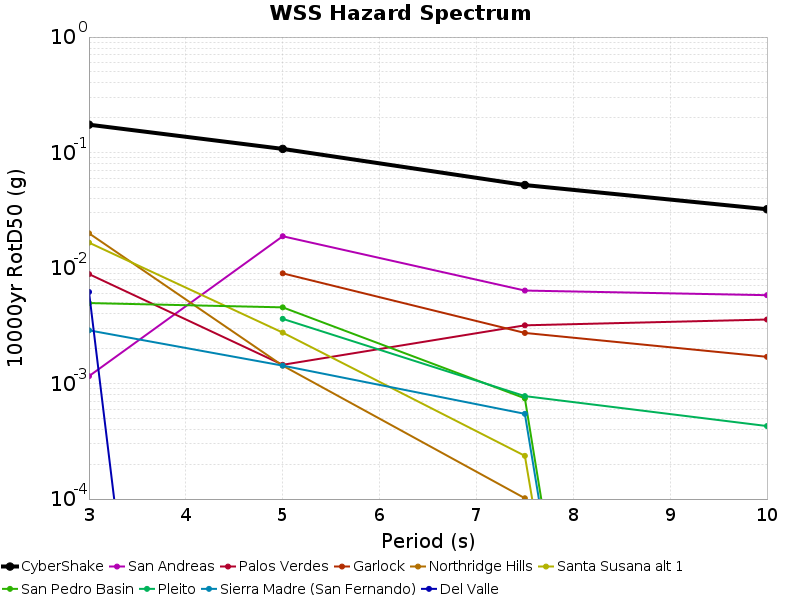 WSS Hazard Spectrum
10000yr RotD50 (g)
10^0
10^-1
10^-2
10^-3
10^-4
3 4 5 6 7 8 9 10
Period (s)
CyberShake San Andreas Palos Verdes Garlock Northridge Hills Santa Susana alt 1
San Pedro Basin Pleito Sierra Madre (San Fernando) Del Valle